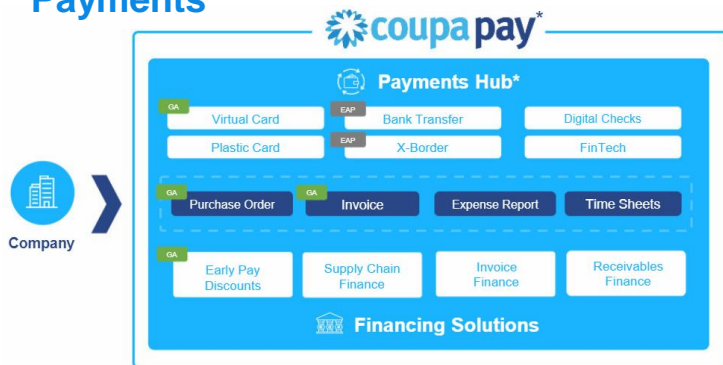 Payments
coupa pay*
Payments Hub*
GA
Virtual Card
EAP
Bank Transfer
Digital Checks
Plastic Card
EAP
X-Border
FinTech
GA
Purchase Order
GA
Invoice
Expense Report
Time Sheets
Company
GA
Early Pay
Discounts
Supply Chain
Finance
Invoice
Finance
Receivables
Finance
Financing Solutions